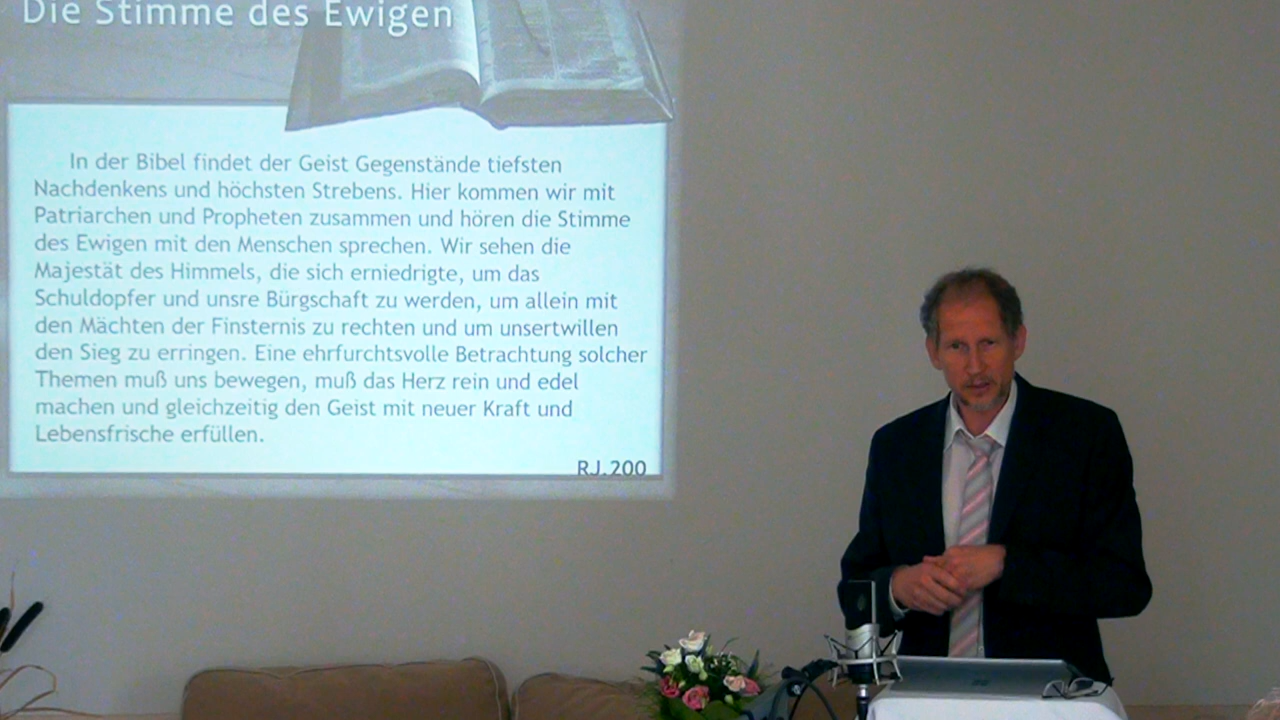 Die Stimme des Ewigen
In der Bibel findet der Geist Gegenstände tiefsten
Nachdenkens und höchsten Strebens. Hier kommen wir mit
Patriarchen und Propheten zusammen und hören die Stimme
des Ewigen mit den Menschen sprechen. Wir sehen die
Majestät des Himmels, die sich erniedrigte, um das
Schuldopfer und unsre Bürgschaft zu werden, um allein mit
den Mächten der Finsternis zu rechten und um unsertwillen
den Sieg zu erringen. Eine ehrfurchtsvolle Betrachtung solcher
Themen muß uns bewegen, muß das Herz rein und edel
machen und gleichzeitig den Geist mit neuer Kraft und
Lebensfrische erfüllen.
RJ.200